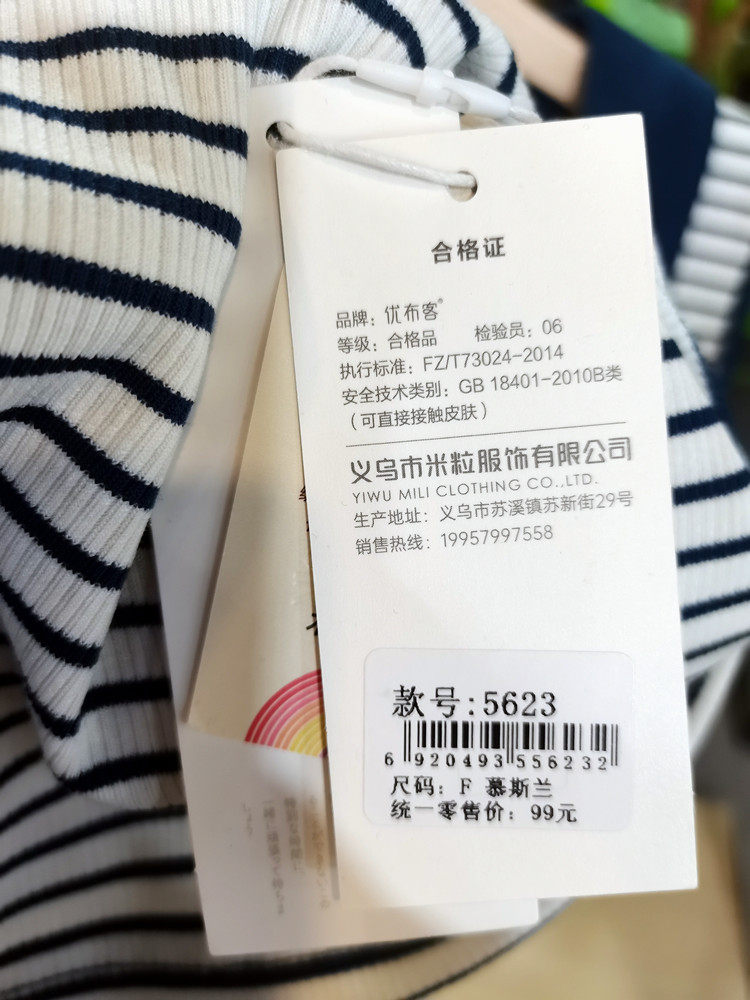 合格证
品牌：优布客®
等级：合格品 检验员：06
执行标准：FZ/T73024-2014
安全技术类别：GB 18401-2010B类
（可直接接触皮肤）
义乌市米粒服饰有限公司
YIWU MILI CLOTHING CO.,LTD.
生产地址：义乌市苏溪镇苏新街29号
销售热线：19957997558
款号:5623
6 920493 556232
尺码：F 慕斯兰
统一零售价：99元